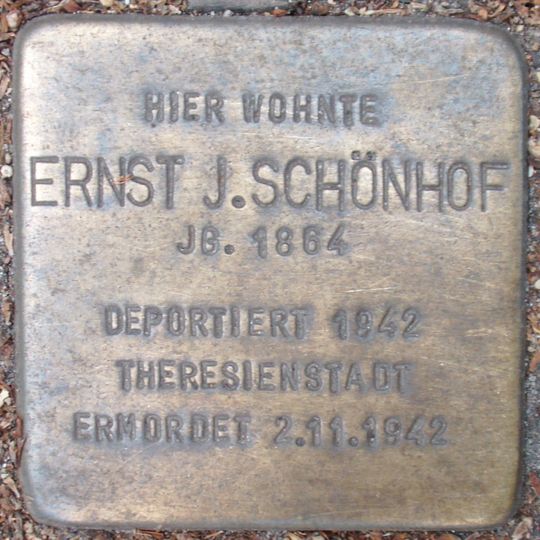 HIER WOHNTE
ERNST J. SCHÖNHOF
JG. 1864
DEPORTIERT 1942
THERESIENSTADT
ERMORDET 2.11.1942